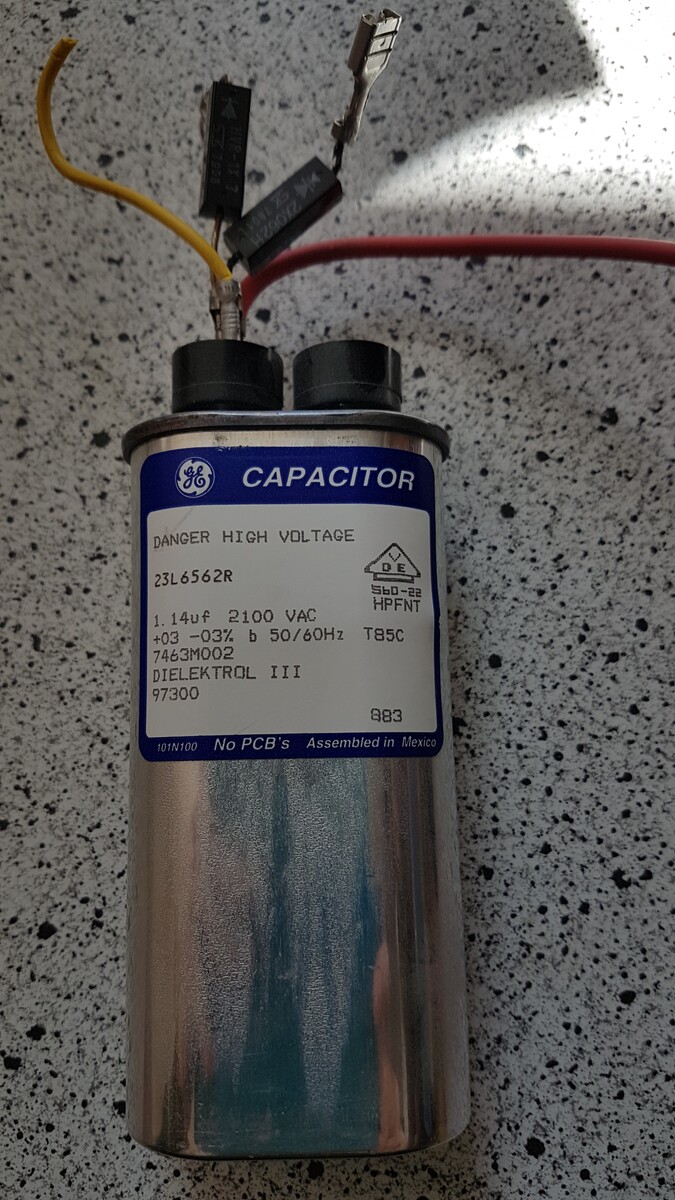 GE CAPACITOR
DANGER HIGH VOLTAGE
23L6562R
VDE
560-22
HPFNT
1.14uf 2100 VAC
+03 -03% b 50/60Hz T85C
7463M002
DIELEKTROL III
97300
883
101N100 No PCB's Assembled in Mexico